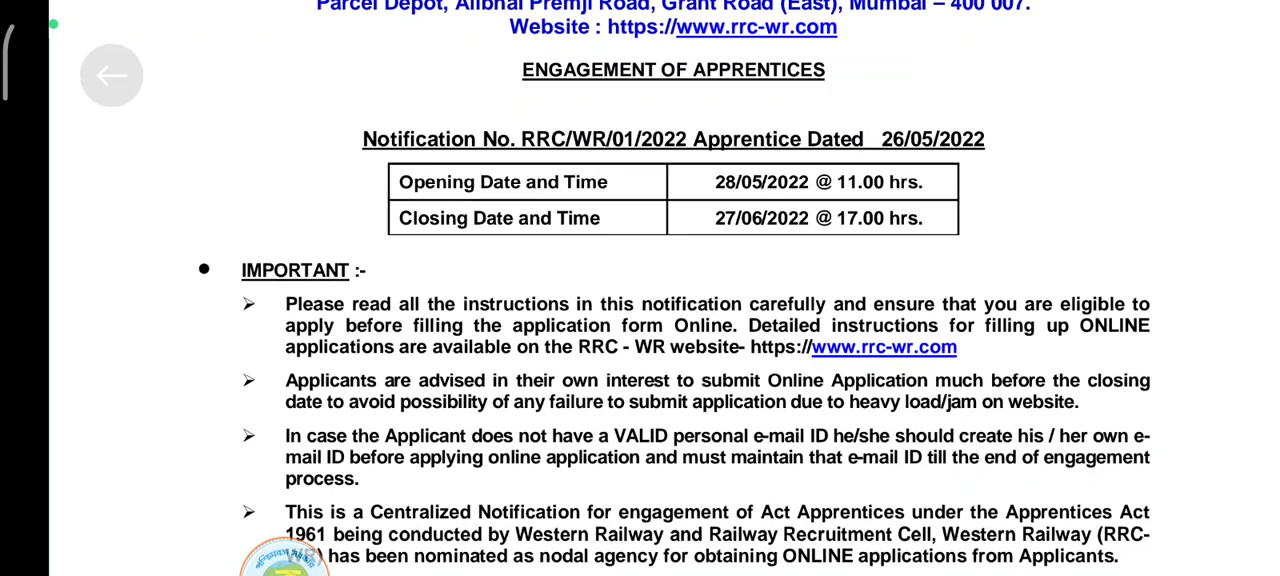 Parcel Depot, Alibhai Premji Road, Grant Road (East), Mumbai – 400 007.
Website : https://www.rrc-wr.com
ENGAGEMENT OF APPRENTICES
Notification No. RRC/WR/01/2022 Apprentice Dated 26/05/2022
Opening Date and Time 28/05/2022 @ 11.00 hrs.
Closing Date and Time 27/06/2022 @ 17.00 hrs.
● IMPORTANT :-
➢ Please read all the instructions in this notification carefully and ensure that you are eligible to
apply before filling the application form Online. Detailed instructions for filling up ONLINE
applications are available on the RRC - WR website- https://www.rrc-wr.com
➢ Applicants are advised in their own interest to submit Online Application much before the closing
date to avoid possibility of any failure to submit application due to heavy load/jam on website.
➢ In case the Applicant does not have a VALID personal e-mail ID he/she should create his / her own e-
mail ID before applying online application and must maintain that e-mail ID till the end of engagement
process.
➢ This is a Centralized Notification for engagement of Act Apprentices under the Apprentices Act
1961 being conducted by Western Railway and Railway Recruitment Cell, Western Railway (RRC-
WR) has been nominated as nodal agency for obtaining ONLINE applications from Applicants.